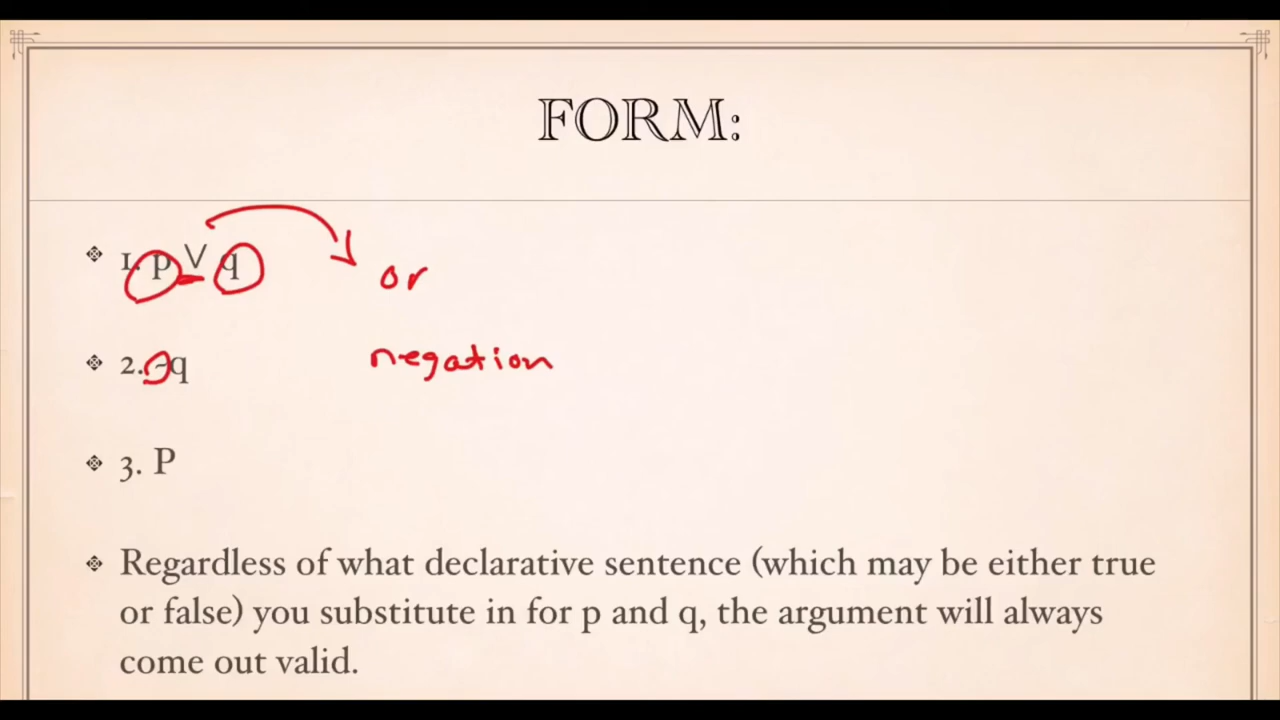 FORM:
1. p V q
or
2. ~q
negation
3. P
Regardless of what declarative sentence (which may be either true
or false) you substitute in for p and q, the argument will always
come out valid.